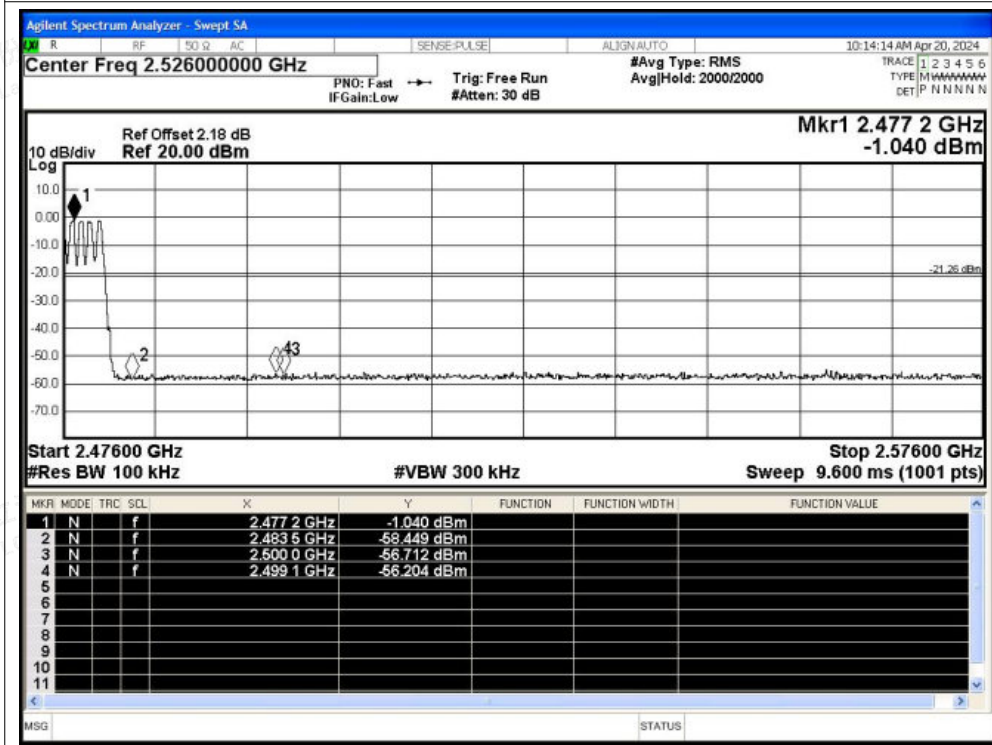 Agilent Spectrum Analyzer - Swept SA
LXI R RF 50 Ω AC SENSE:PULSE ALIGNAUTO 10:14:14 AM Apr 20, 2024
Center Freq 2.526000000 GHz #Avg Type: RMS TRACE 1 2 3 4 5 6
PNO: Fast Trig: Free Run Avg|Hold: 2000/2000 TYPE MWWWWW
IFGain:Low #Atten: 30 dB DET P N N N N N
Mkr1 2.477 2 GHz
Ref Offset 2.18 dB
10 dB/div Ref 20.00 dBm -1.040 dBm
Log
10.0
1
0.00
-10.0
-20.0 -21.26 dBm
-30.0
-40.0
-50.0 2 43
-60.0
-70.0
Start 2.47600 GHz Stop 2.57600 GHz
#Res BW 100 kHz #VBW 300 kHz Sweep 9.600 ms (1001 pts)
MKR MODE TRC SCL X Y FUNCTION FUNCTION WIDTH FUNCTION VALUE
1 N f 2.477 2 GHz -1.040 dBm
2 N f 2.483 5 GHz -58.449 dBm
3 N f 2.500 0 GHz -56.712 dBm
4 N f 2.499 1 GHz -56.204 dBm
5
6
7
8
9
10
11
MSG STATUS